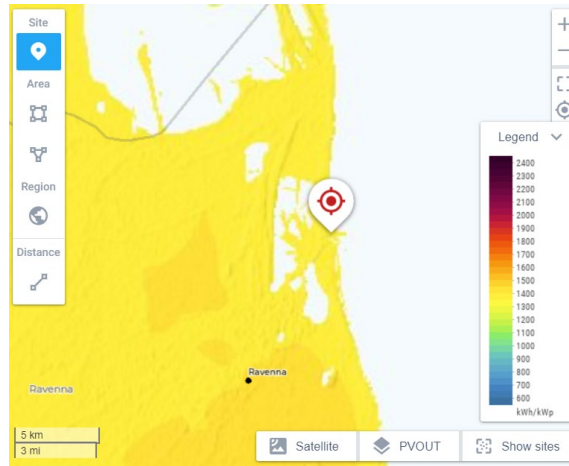 Site
Area
Region
Distance
Legend
2400
2300
2200
2100
2000
1900
1800
1700
1600
1500
1400
1300
1200
1100
1000
900
800
700
600
kWh/kWp
Ravenna
Ravenna
5 km
3 mi
Satellite
PVOUT
Show sites